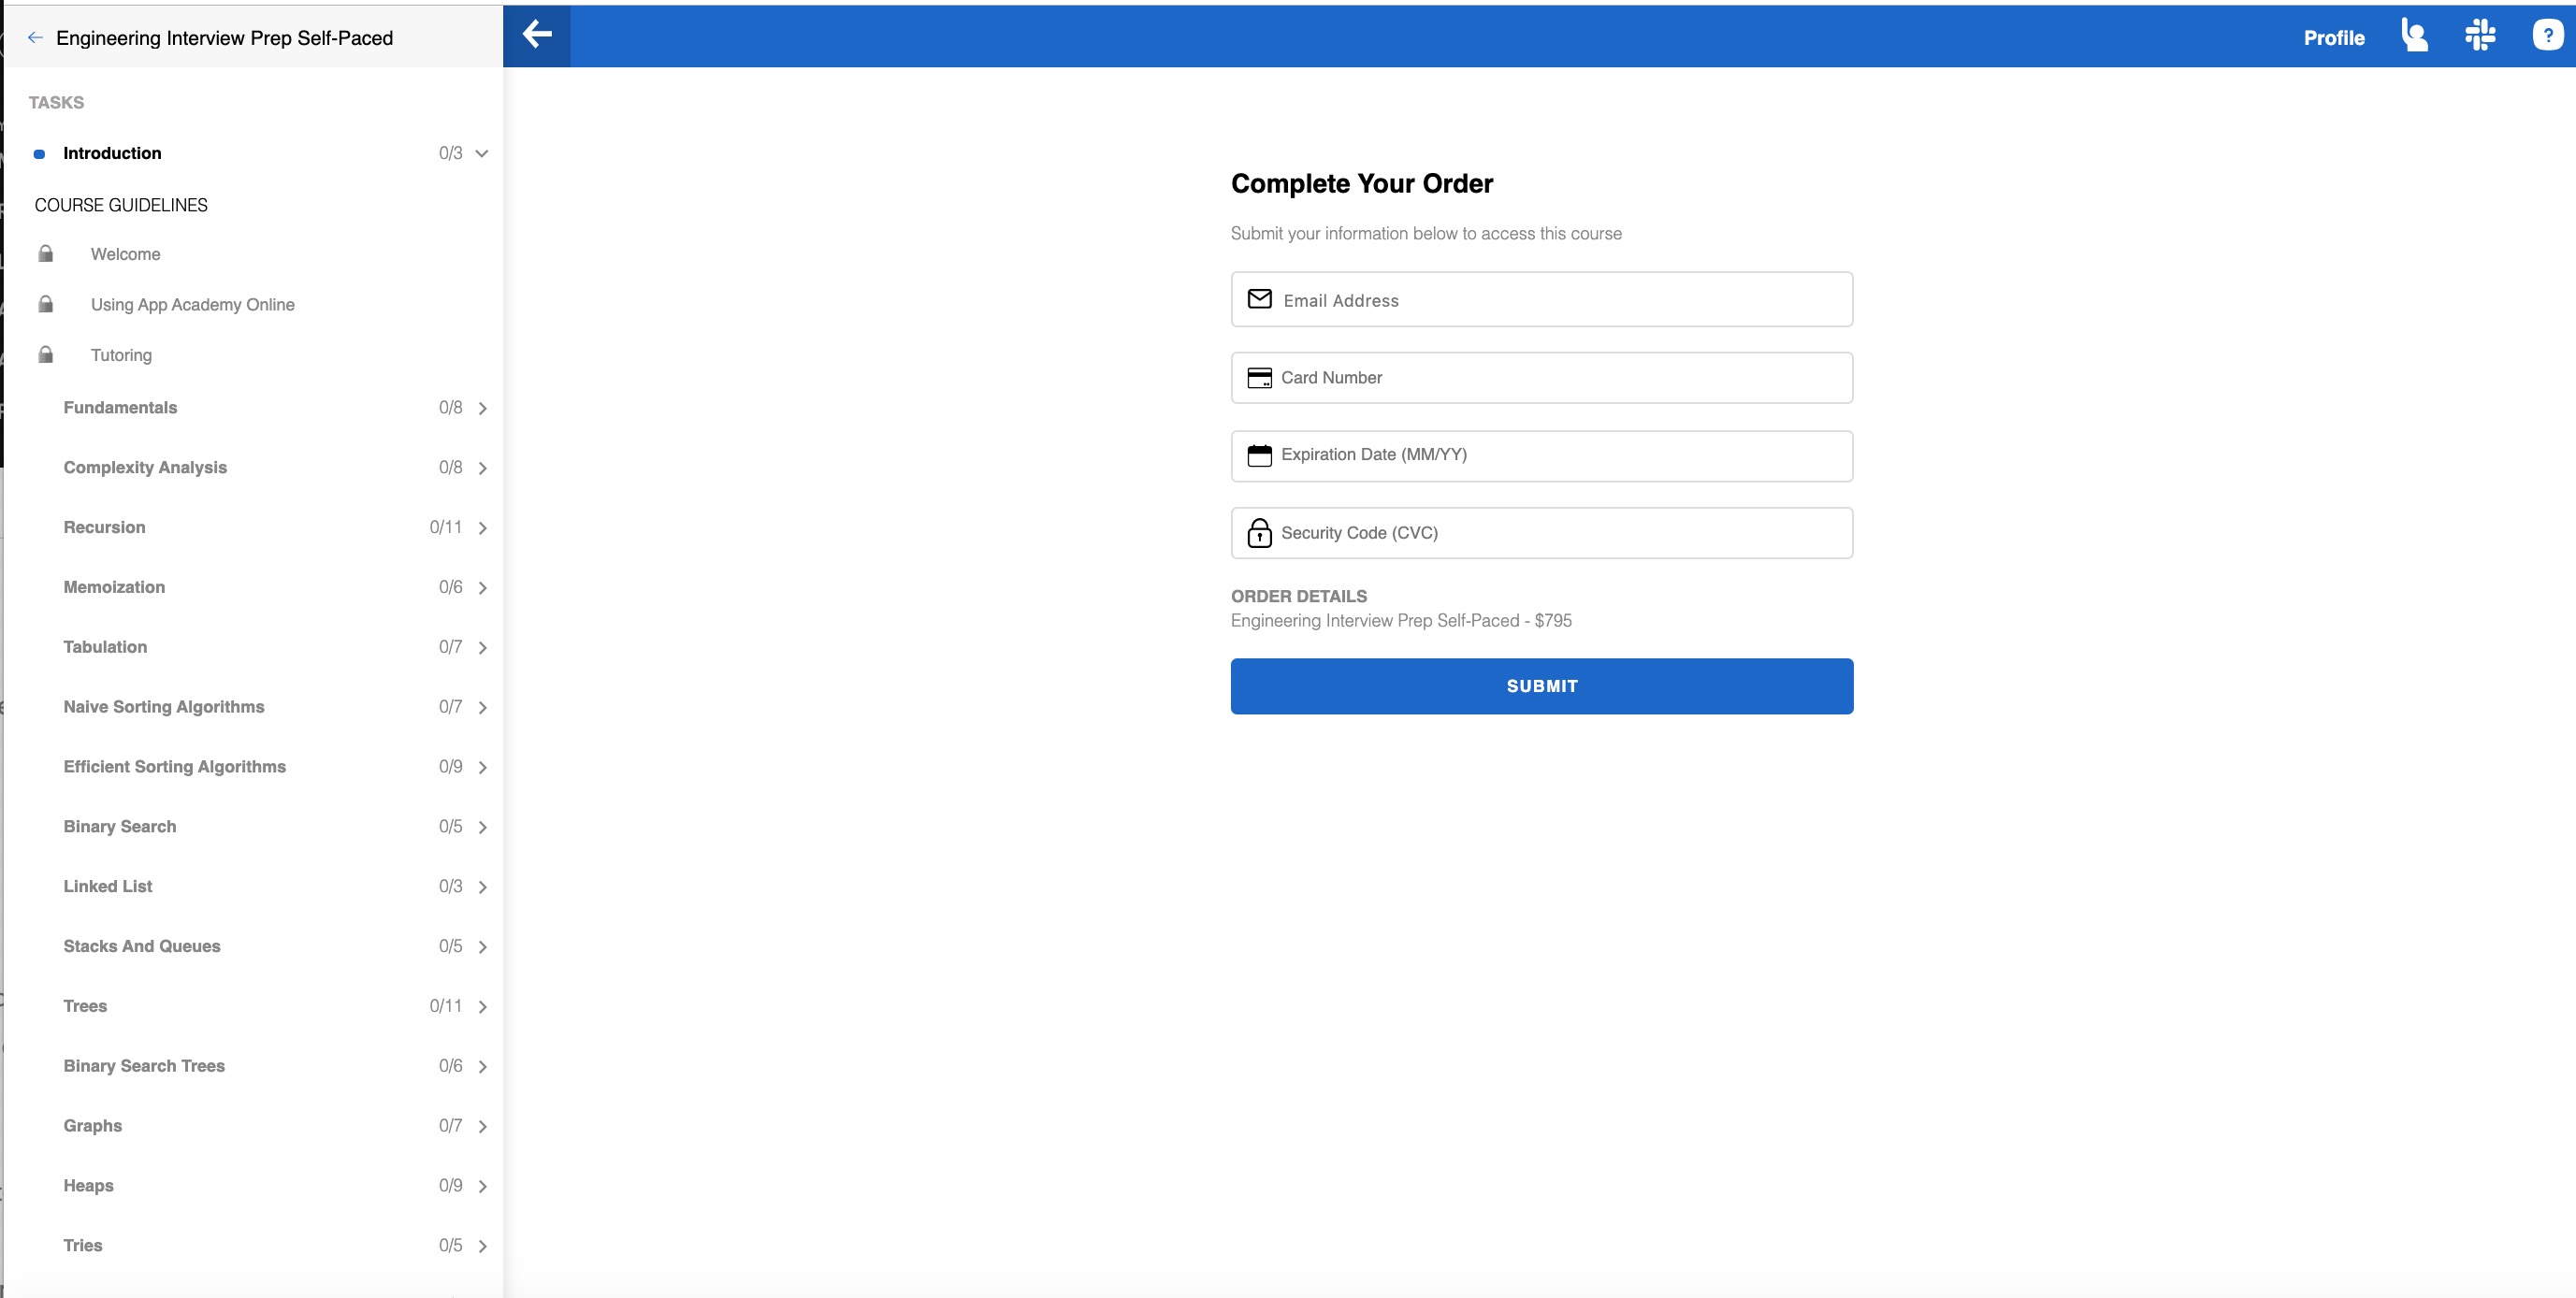 Engineering Interview Prep Self-Paced
Profile
?
TASKS
Introduction 0/3
COURSE GUIDELINES
Welcome
Using App Academy Online
Tutoring
Fundamentals 0/8
Complexity Analysis 0/8
Recursion 0/11
Memoization 0/6
Tabulation 0/7
Naive Sorting Algorithms 0/7
Efficient Sorting Algorithms 0/9
Binary Search 0/5
Linked List 0/3
Stacks And Queues 0/5
Trees 0/11
Binary Search Trees 0/6
Graphs 0/7
Heaps 0/9
Tries 0/5
Complete Your Order
Submit your information below to access this course
Email Address
Card Number
Expiration Date (MM/YY)
Security Code (CVC)
ORDER DETAILS
Engineering Interview Prep Self-Paced - $795
SUBMIT